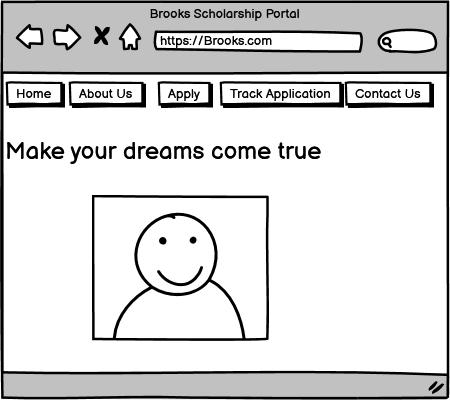 Brooks Scholarship Portal
https://Brooks.com
Home About Us Apply Track Application Contact Us
Make your dreams come true